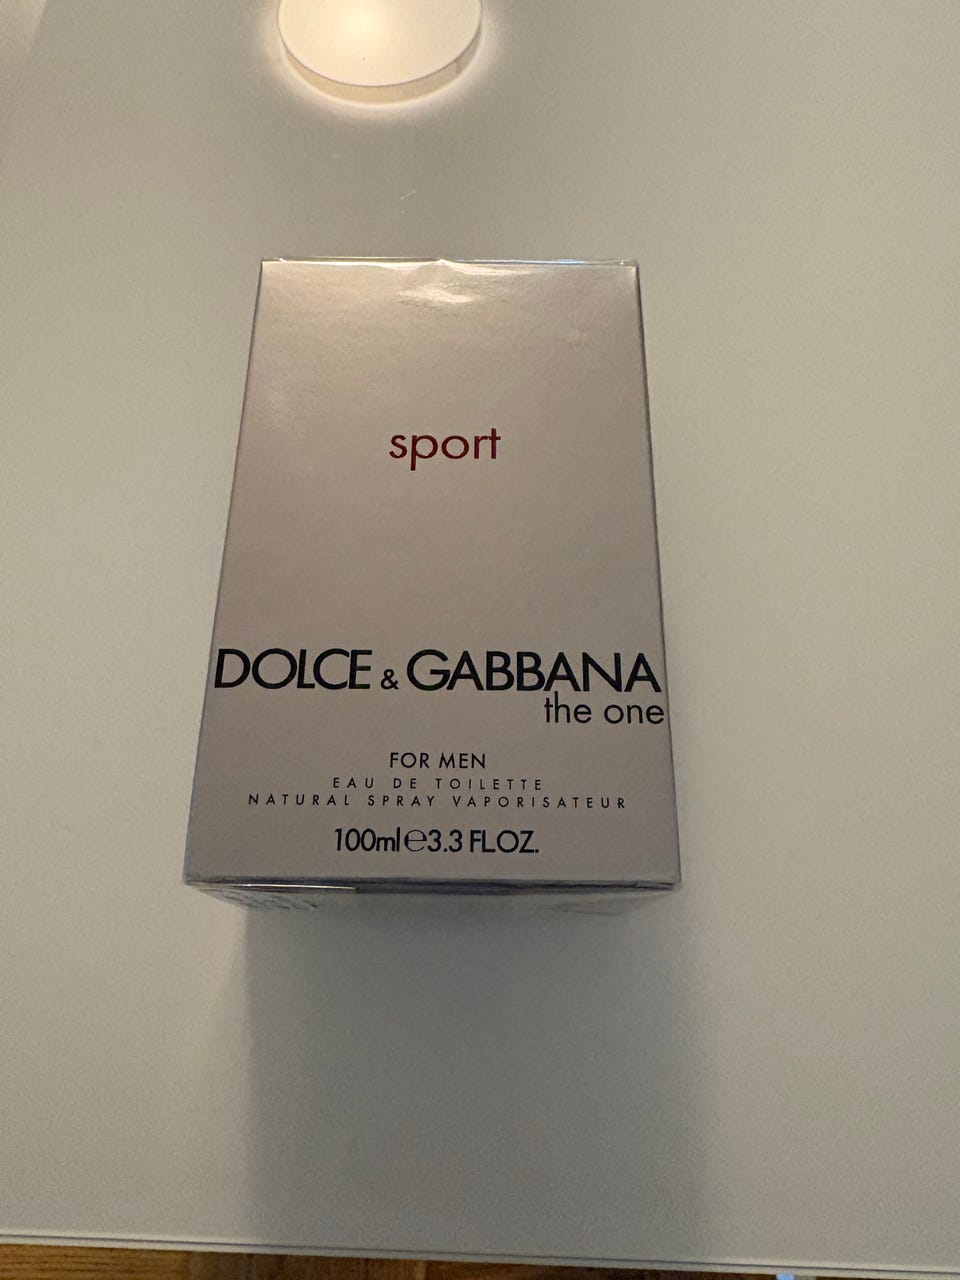 sport
DOLCE & GABBANA
the one
FOR MEN
EAU DE TOILETTE
NATURAL SPRAY VAPORISATEUR
100ml℮3.3 FLOZ.